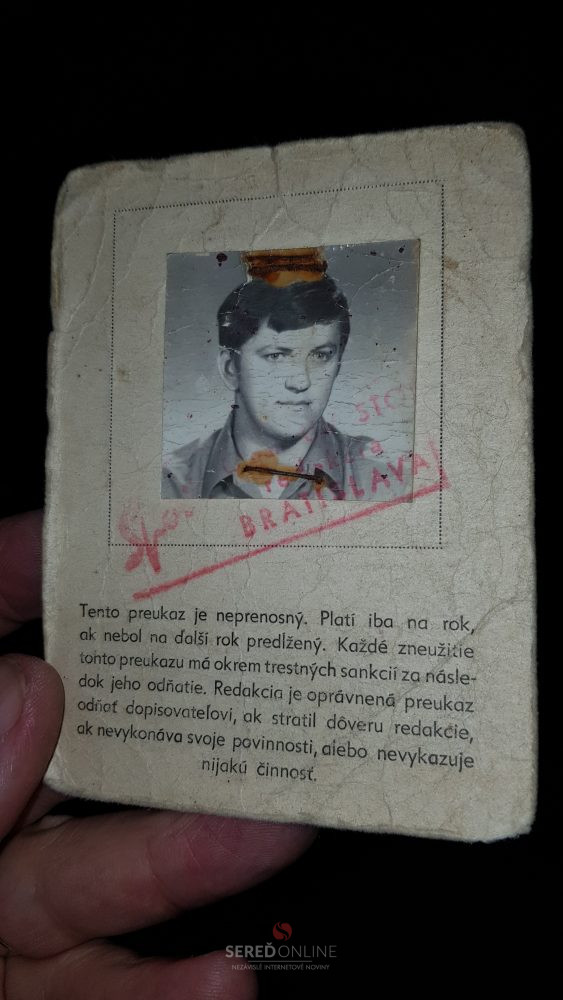 BRATISLAVA
Tento preukaz je neprenosný. Platí iba na rok,
ak nebol na ďalší rok predĺžený. Každé zneužitie
tohto preukazu má okrem trestných sankcií za násle-
dok jeho odňatie. Redakcia je oprávnená preukaz
odňať dopisovateľovi, ak stratil dôveru redakcie,
ak nevykonáva svoje povinnosti, alebo nevykazuje
nijakú činnosť.
SEREĎONLINE
NEZÁVISLÉ INTERNETOVÉ NOVINY